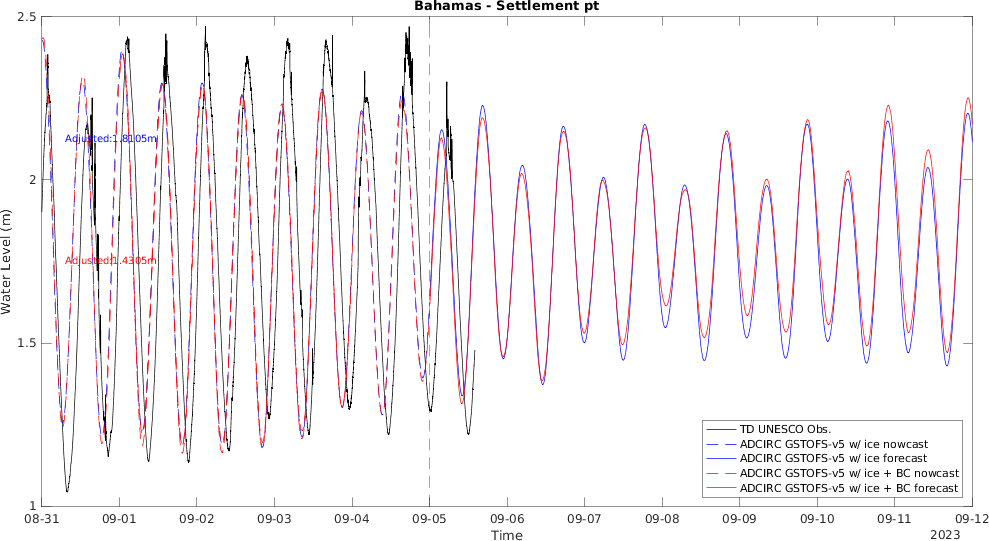 Bahamas - Settlement pt
2.5
2
1.5
1
Water Level (m)
Adjusted:1.8105m
Adjusted:1.4305m
TD UNESCO Obs.
ADCIRC GSTOFS-v5 w/ ice nowcast
ADCIRC GSTOFS-v5 w/ ice forecast
ADCIRC GSTOFS-v5 w/ ice + BC nowcast
ADCIRC GSTOFS-v5 w/ ice + BC forecast
08-31 09-01 09-02 09-03 09-04 09-05 09-06 09-07 09-08 09-09 09-10 09-11 09-12
Time 2023